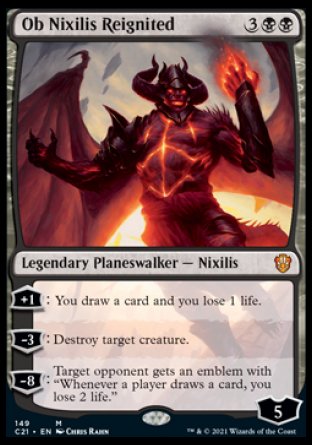 Ob Nixilis Reignited 3
Legendary Planeswalker — Nixilis
+1: You draw a card and you lose 1 life.
-3: Destroy target creature.
-8: Target opponent gets an emblem with
“Whenever a player draws a card, you
lose 2 life.”
5
149 M
C21 • EN Chris Rahn
™ & © 2021 Wizards of the Coast